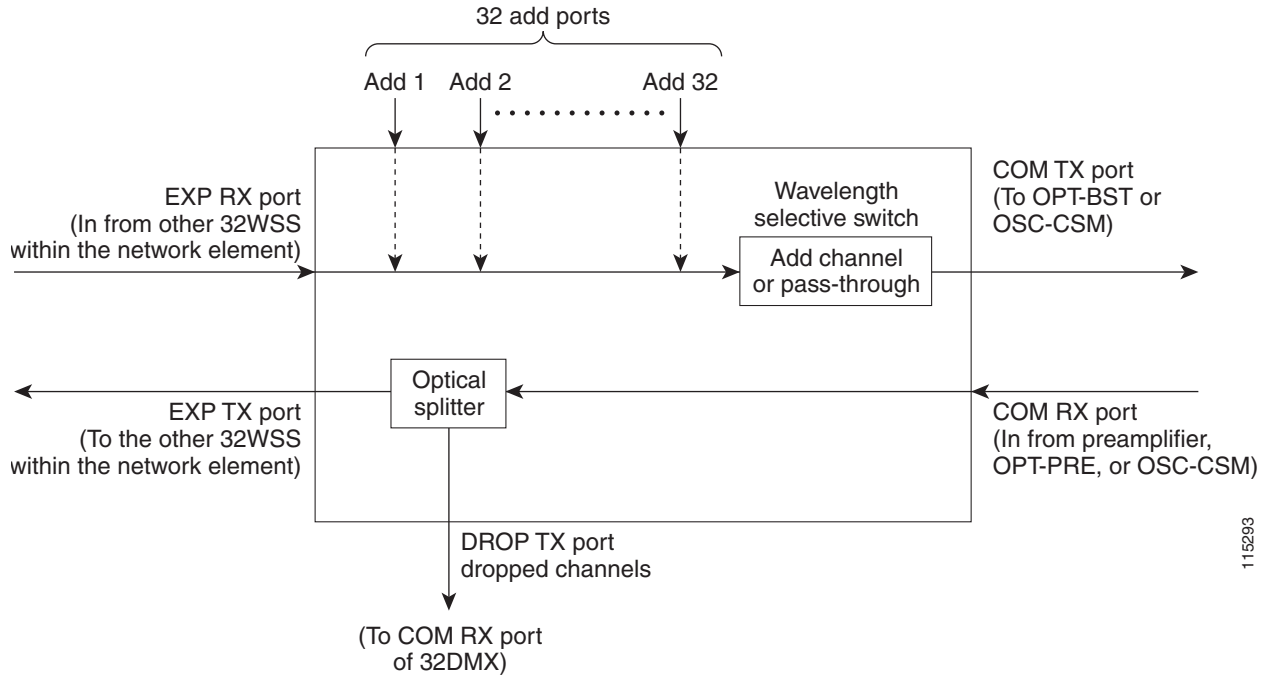 32 add ports
Add 1
Add 2
Add 32
EXP RX port
(In from other 32WSS
within the network element)
Wavelength
selective switch
Add channel
or pass-through
COM TX port
(To OPT-BST or
OSC-CSM)
Optical
splitter
EXP TX port
(To the other 32WSS
within the network element)
COM RX port
(In from preamplifier,
OPT-PRE, or OSC-CSM)
DROP TX port
dropped channels
(To COM RX port
of 32DMX)
115293